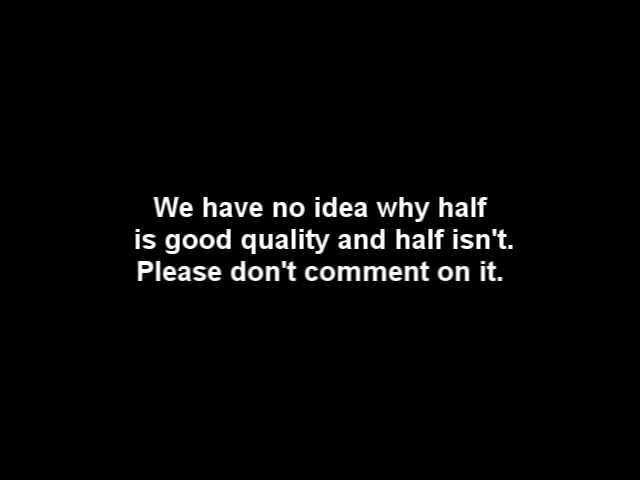 We have no idea why half
is good quality and half isn't.
Please don't comment on it.